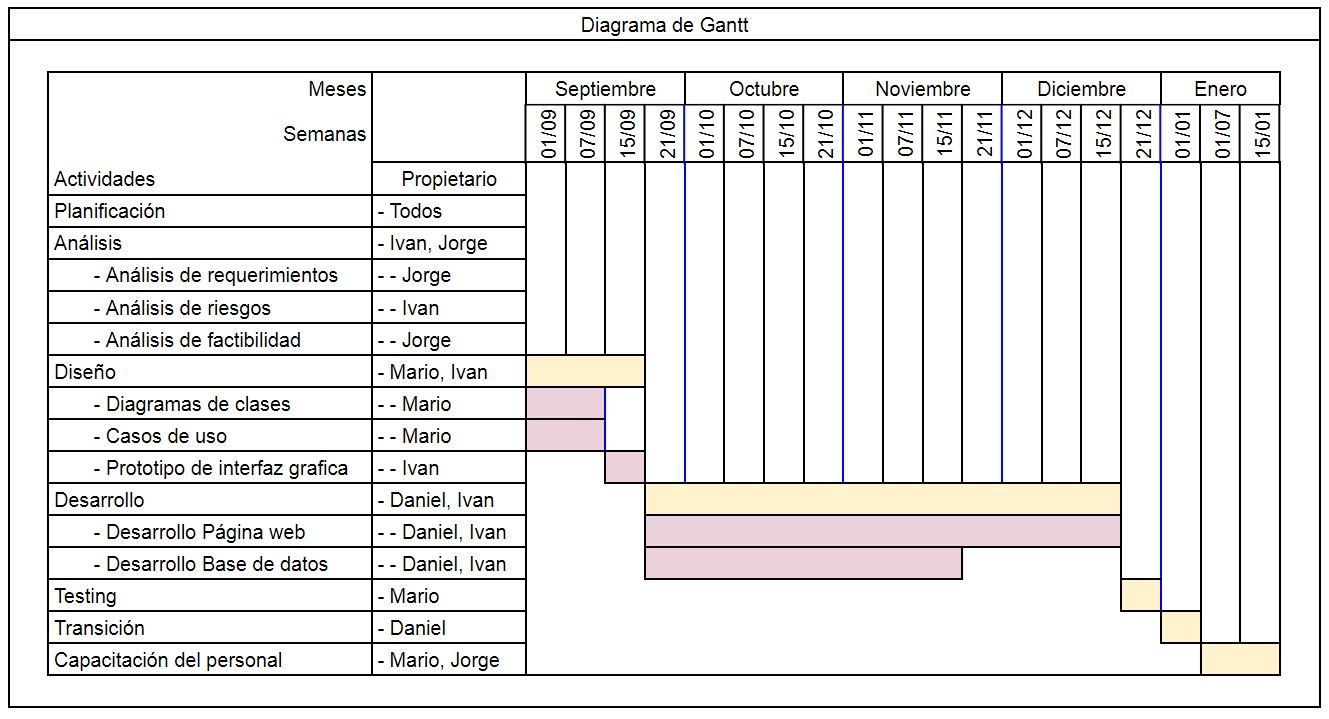 Diagrama de Gantt
Meses Septiembre Octubre Noviembre Diciembre Enero
Semanas 01/09 07/09 15/09 21/09 01/10 07/10 15/10 21/10 01/11 07/11 15/11 21/11 01/12 07/12 15/12 21/12 01/01 01/07 15/01
Actividades Propietario
Planificación - Todos
Análisis - Ivan, Jorge
- Análisis de requerimientos - - Jorge
- Análisis de riesgos - - Ivan
- Análisis de factibilidad - - Jorge
Diseño - Mario, Ivan
- Diagramas de clases - - Mario
- Casos de uso - - Mario
- Prototipo de interfaz grafica - - Ivan
Desarrollo - Daniel, Ivan
- Desarrollo Página web - - Daniel, Ivan
- Desarrollo Base de datos - - Daniel, Ivan
Testing - Mario
Transición - Daniel
Capacitación del personal - Mario, Jorge